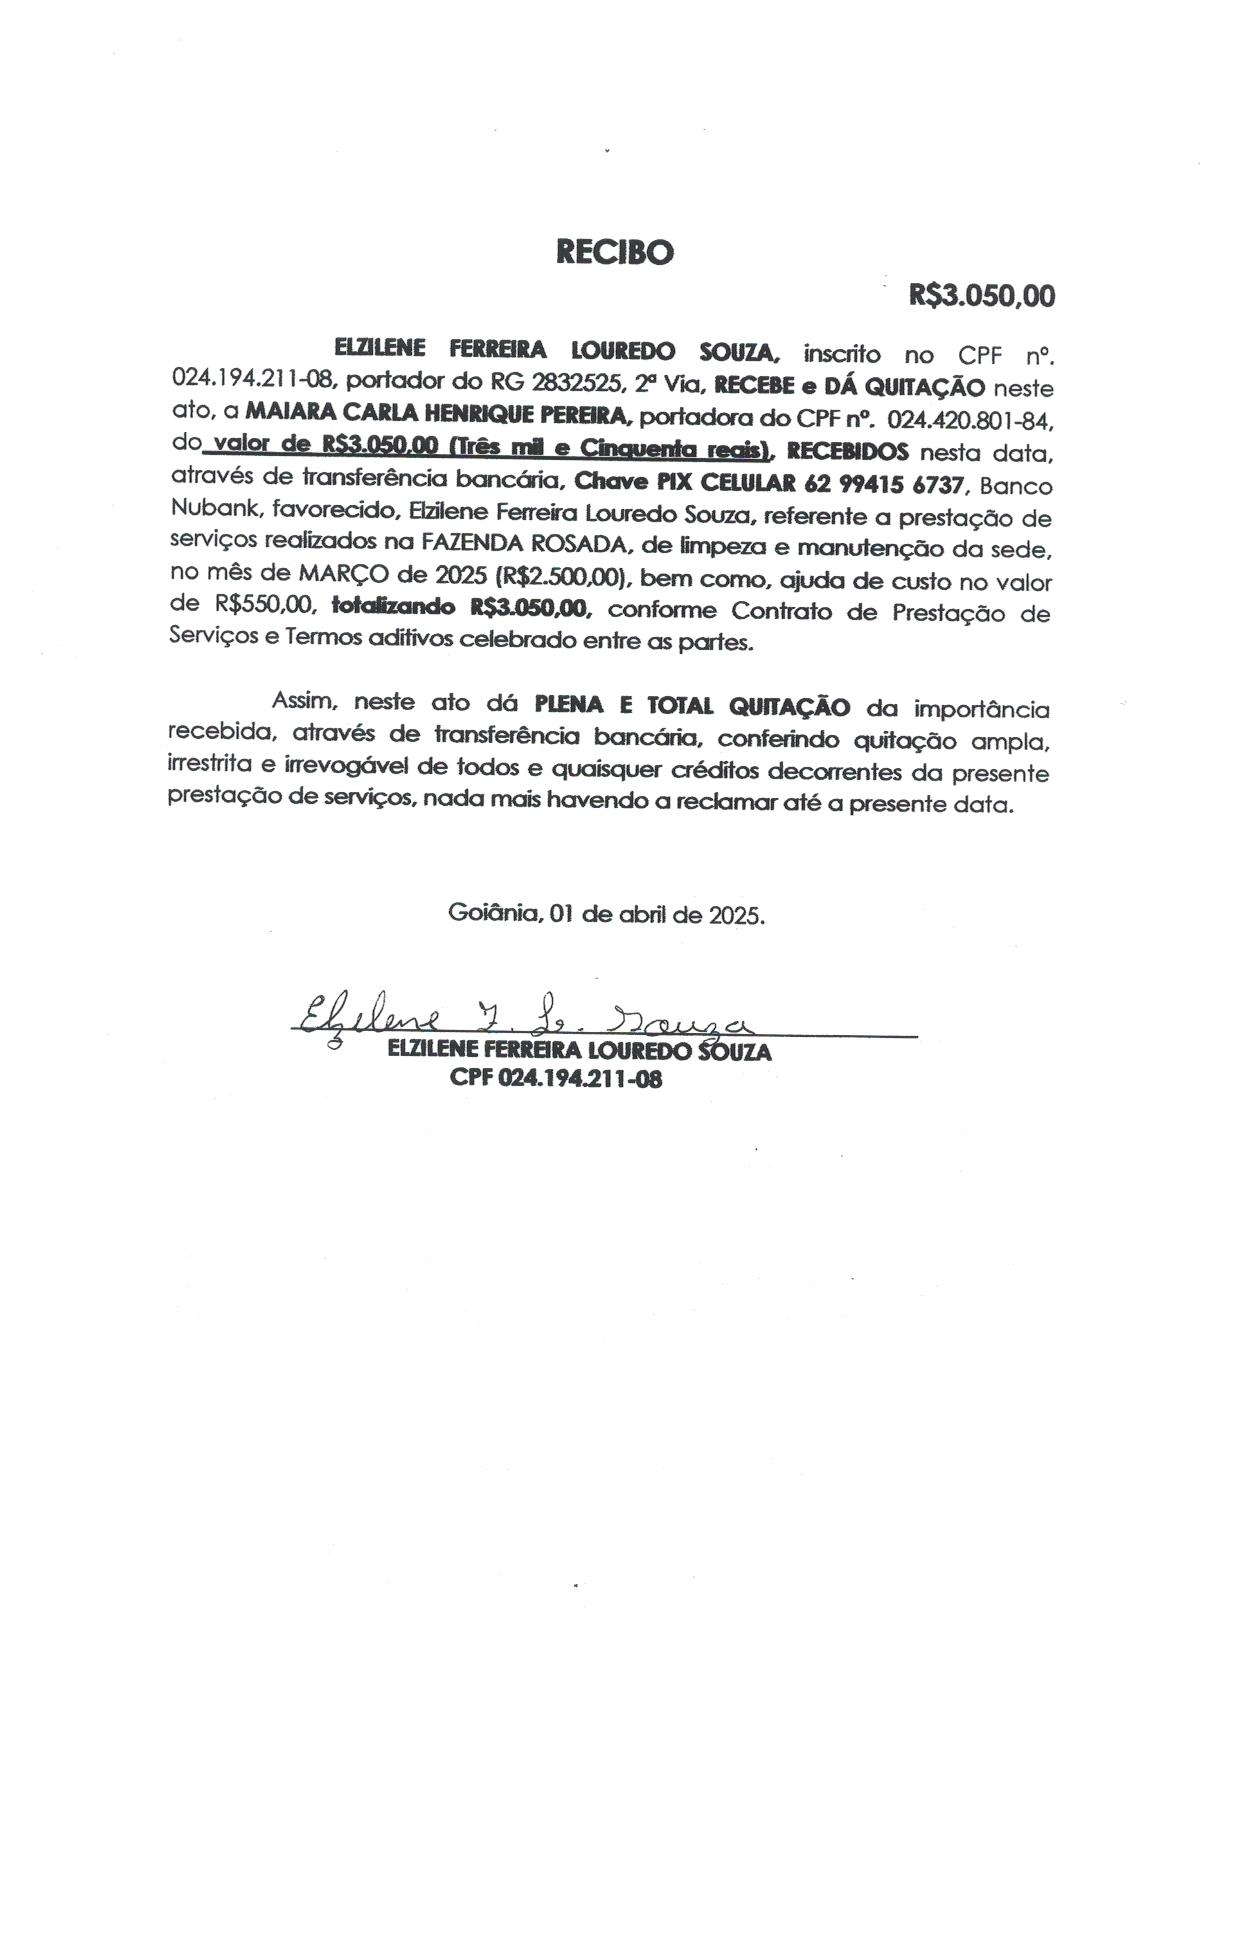 RECIBO
R$3.050,00
ELZILENE FERREIRA LOUREDO SOUZA, inscrito no CPF nº.
024.194.211-08, portador do RG 2832525, 2ª Via, RECEBE e DÁ QUITAÇÃO neste
ato, a MAIARA CARLA HENRIQUE PEREIRA, portadora do CPF nº. 024.420.801-84,
do valor de R$3.050,00 (Três mil e Cinquenta reais), RECEBIDOS nesta data,
através de transferência bancária, Chave PIX CELULAR 62 99415 6737, Banco
Nubank, favorecido, Elzilene Ferreira Louredo Souza, referente a prestação de
serviços realizados na FAZENDA ROSADA, de limpeza e manutenção da sede,
no mês de MARÇO de 2025 (R$2.500,00), bem como, ajuda de custo no valor
de R$550,00, totalizando R$3.050,00, conforme Contrato de Prestação de
Serviços e Termos aditivos celebrado entre as partes.
Assim, neste ato dá PLENA E TOTAL QUITAÇÃO da importância
recebida, através de transferência bancária, conferindo quitação ampla,
irrestrita e irrevogável de todos e quaisquer créditos decorrentes da presente
prestação de serviços, nada mais havendo a reclamar até a presente data.
Goiânia, 01 de abril de 2025.
Elzilene F. L. Souza
ELZILENE FERREIRA LOUREDO SOUZA
CPF 024.194.211-08